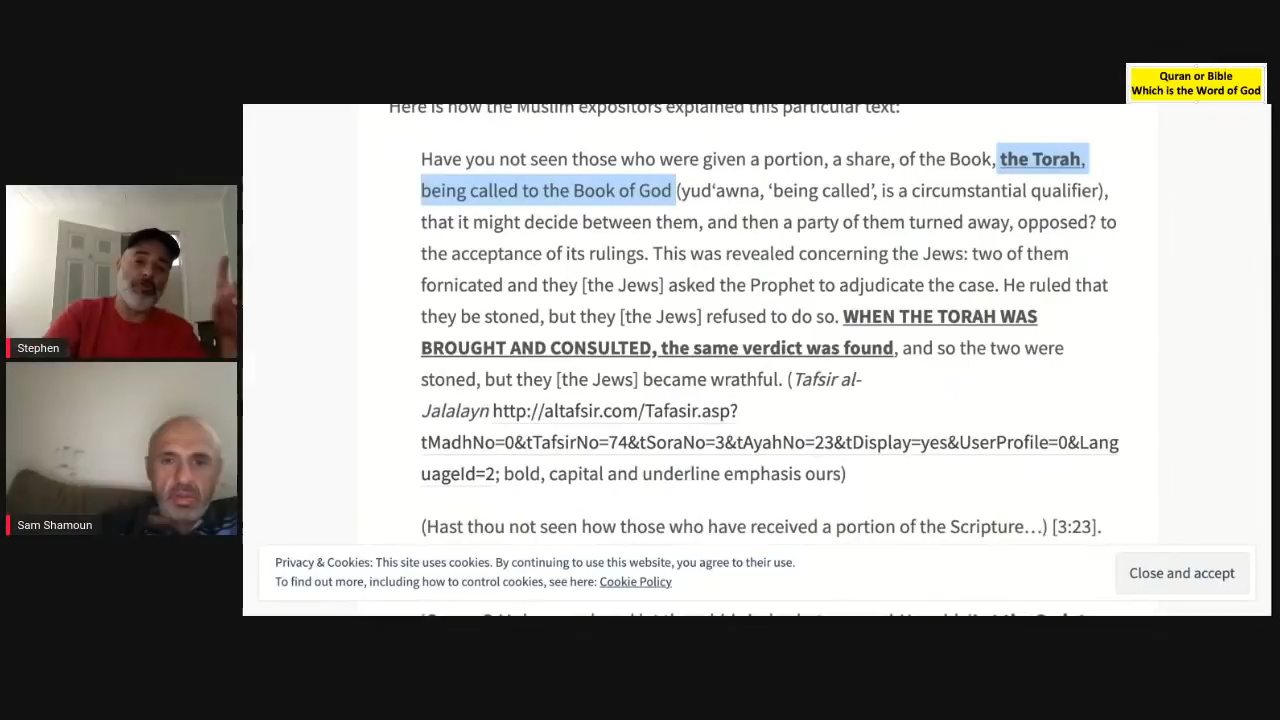 Quran or Bible
Which is the Word of God
Here is how the Muslim expositors explained this particular text:
Have you not seen those who were given a portion, a share, of the Book, the Torah,
being called to the Book of God (yud‘awna, ‘being called’, is a circumstantial qualifier),
that it might decide between them, and then a party of them turned away, opposed? to
the acceptance of its rulings. This was revealed concerning the Jews: two of them
fornicated and they [the Jews] asked the Prophet to adjudicate the case. He ruled that
they be stoned, but they [the Jews] refused to do so. WHEN THE TORAH WAS
BROUGHT AND CONSULTED, the same verdict was found, and so the two were
stoned, but they [the Jews] became wrathful. (Tafsir al-
Jalalayn http://altafsir.com/Tafasir.asp?
tMadhNo=0&tTafsirNo=74&tSoraNo=3&tAyahNo=23&tDisplay=yes&UserProfile=0&Lang
uageId=2; bold, capital and underline emphasis ours)
(Hast thou not seen how those who have received a portion of the Scripture…) [3:23].
Privacy & Cookies: This site uses cookies. By continuing to use this website, you agree to their use.
To find out more, including how to control cookies, see here: Cookie Policy
Close and accept
Stephen
Sam Shamoun